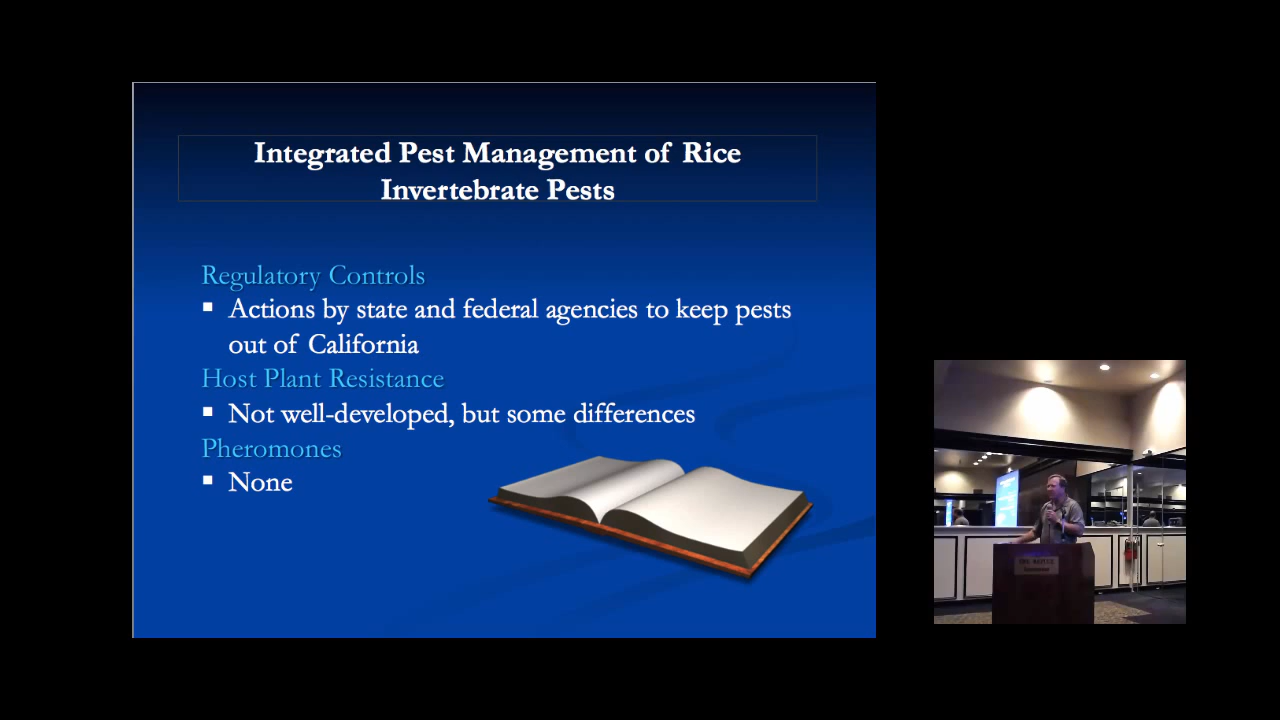 Integrated Pest Management of Rice
Invertebrate Pests
Regulatory Controls
▪ Actions by state and federal agencies to keep pests
out of California
Host Plant Resistance
▪ Not well-developed, but some differences
Pheromones
▪ None